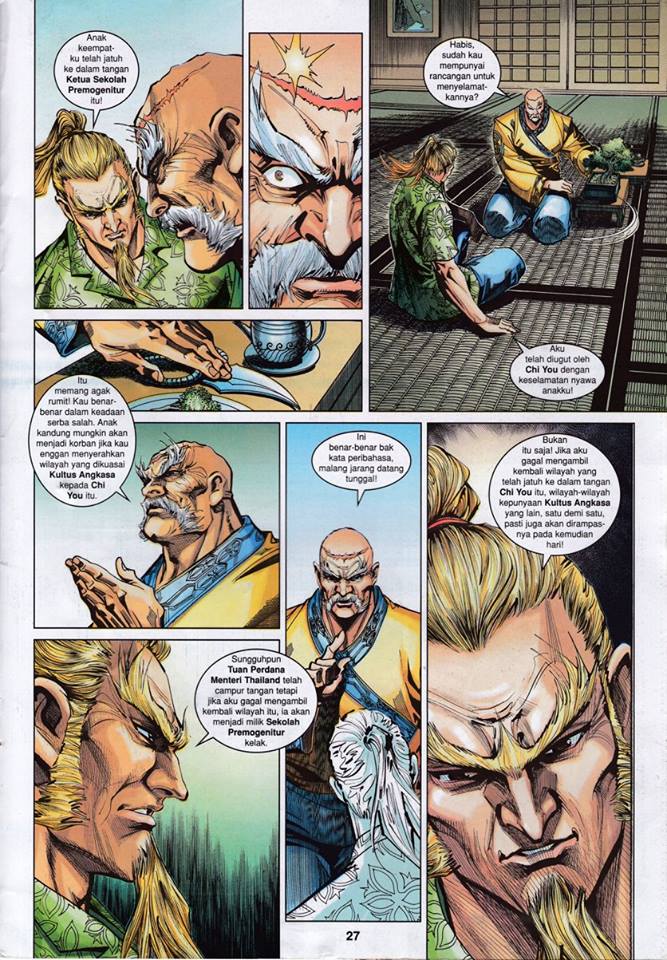 Anak
keempat-
ku telah jatuh
ke dalam tangan
Ketua Sekolah
Premogenitur
itu!
Habis,
sudah kau
mempunyai
rancangan untuk
menyelamat-
kannya?
Aku
telah diugut oleh
Chi You dengan
keselamatan nyawa
anakku!
Itu
memang agak
rumit! Kau benar-
benar dalam keadaan
serba salah. Anak
kandung mungkin akan
menjadi korban jika kau
enggan menyerahkan
wilayah yang dikuasai
Kultus Angkasa
kepada Chi
You itu.
Ini
benar-benar bak
kata peribahasa,
malang jarang datang
tunggal!
Bukan
itu saja! Jika aku
gagal mengambil
kembali wilayah yang
telah jatuh ke dalam tangan
Chi You itu, wilayah-wilayah
kepunyaan Kultus Angkasa
yang lain, satu demi satu,
pasti juga akan dirampas-
nya pada kemudian
hari!
Sungguhpun
Tuan Perdana
Menteri Thailand telah
campur tangan tetapi
jika aku gagal mengambil
kembali wilayah itu, ia akan
menjadi milik Sekolah
Premogenitur
kelak.
27